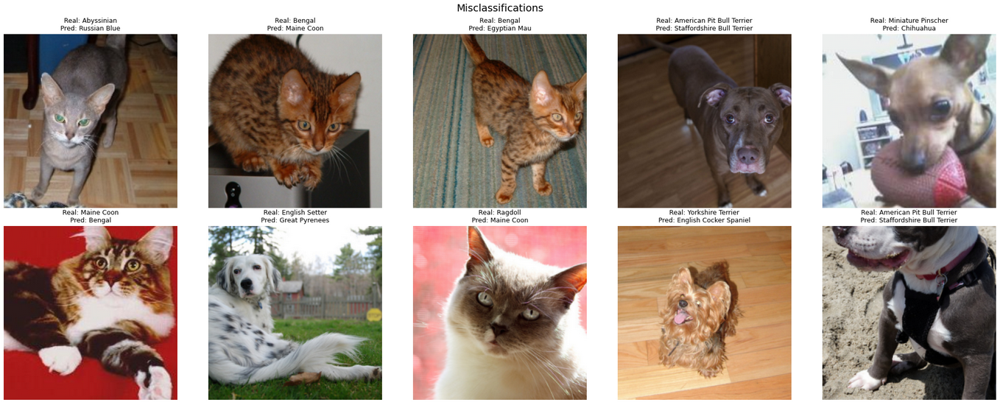 Misclassifications
Real: Abyssinian
Pred: Russian Blue
Real: Bengal
Pred: Maine Coon
Real: Bengal
Pred: Egyptian Mau
Real: American Pit Bull Terrier
Pred: Staffordshire Bull Terrier
Real: Miniature Pinscher
Pred: Chihuahua
Real: Maine Coon
Pred: Bengal
Real: English Setter
Pred: Great Pyrenees
Real: Ragdoll
Pred: Maine Coon
Real: Yorkshire Terrier
Pred: English Cocker Spaniel
Real: American Pit Bull Terrier
Pred: Staffordshire Bull Terrier